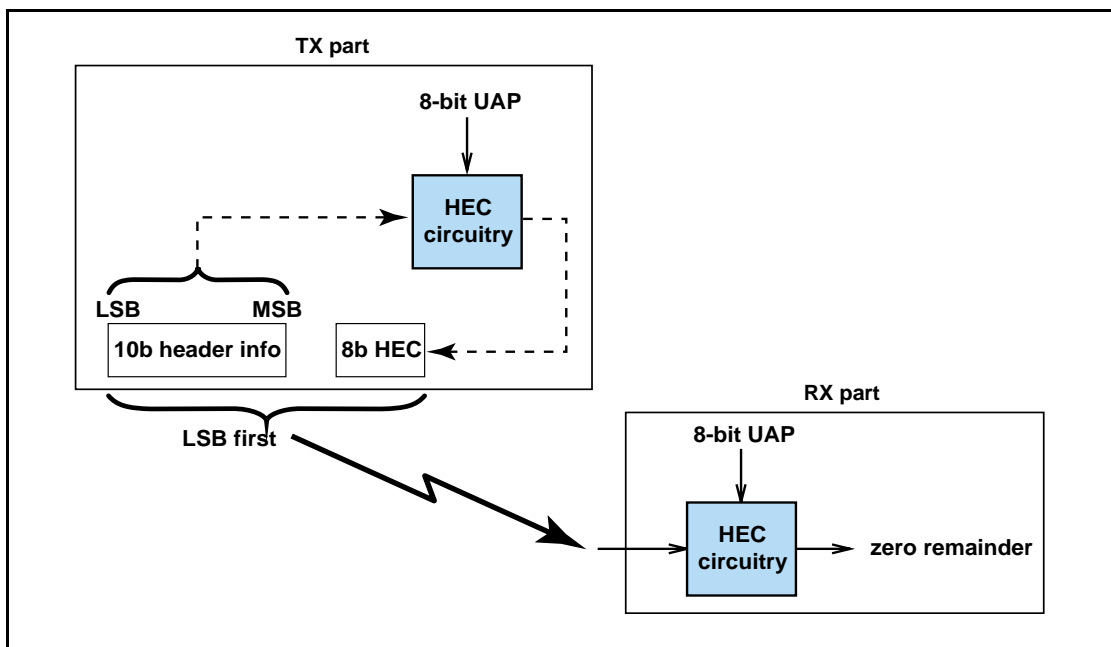 TX part
8-bit UAP
HEC
circuitry
LSB
MSB
10b header info
8b HEC
LSB first
RX part
8-bit UAP
HEC
circuitry
zero remainder